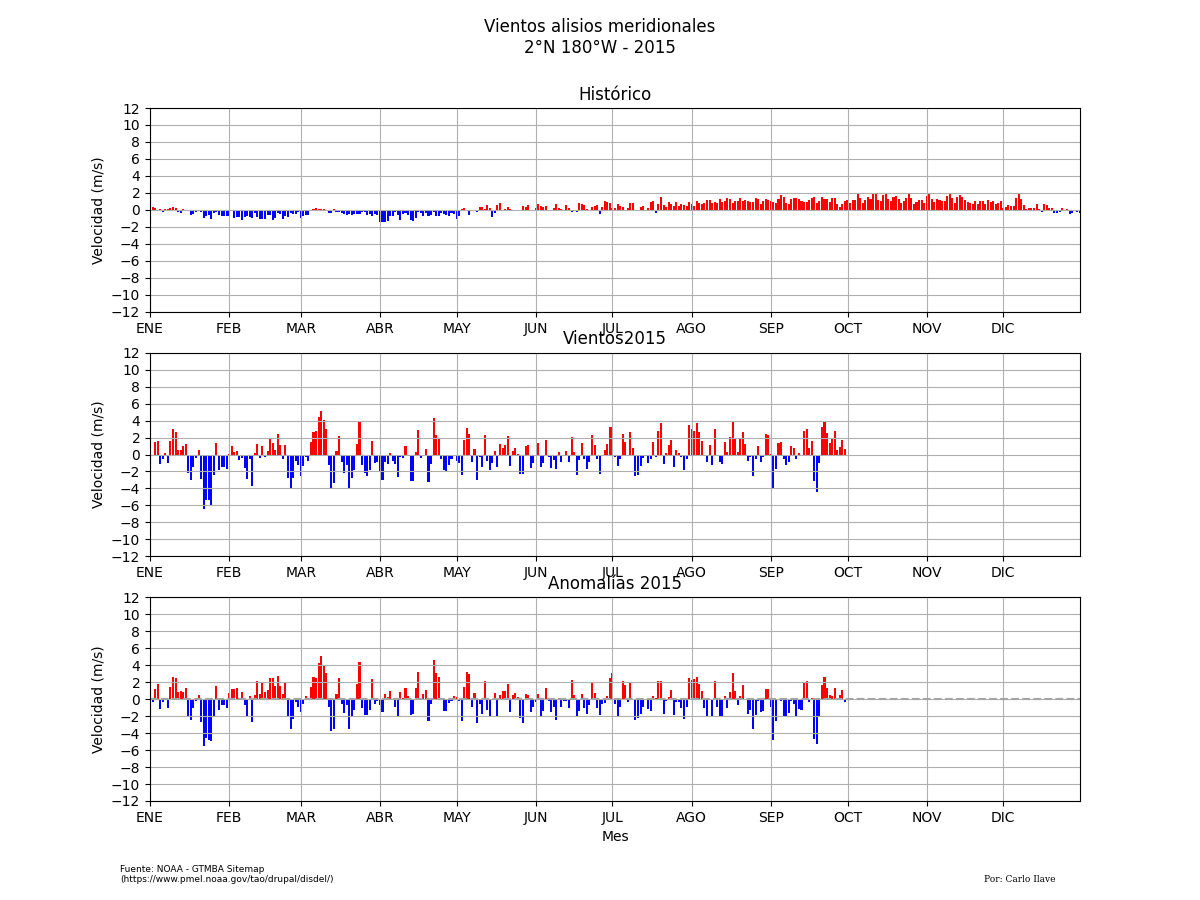 Vientos alisios meridionales
2°N 180°W - 2015
Histórico
12
10
8
6
4
2
0
−2
−4
−6
−8
−10
−12
Velocidad (m/s)
ENE FEB MAR ABR MAY JUN JUL AGO SEP OCT NOV DIC
Vientos2015
12
10
8
6
4
2
0
−2
−4
−6
−8
−10
−12
Velocidad (m/s)
ENE FEB MAR ABR MAY JUN JUL AGO SEP OCT NOV DIC
Anomalías 2015
12
10
8
6
4
2
0
−2
−4
−6
−8
−10
−12
Velocidad (m/s)
ENE FEB MAR ABR MAY JUN JUL AGO SEP OCT NOV DIC
Mes
Fuente: NOAA - GTMBA Sitemap
(https://www.pmel.noaa.gov/tao/drupal/disdel/)
Por: Carlo Ilave